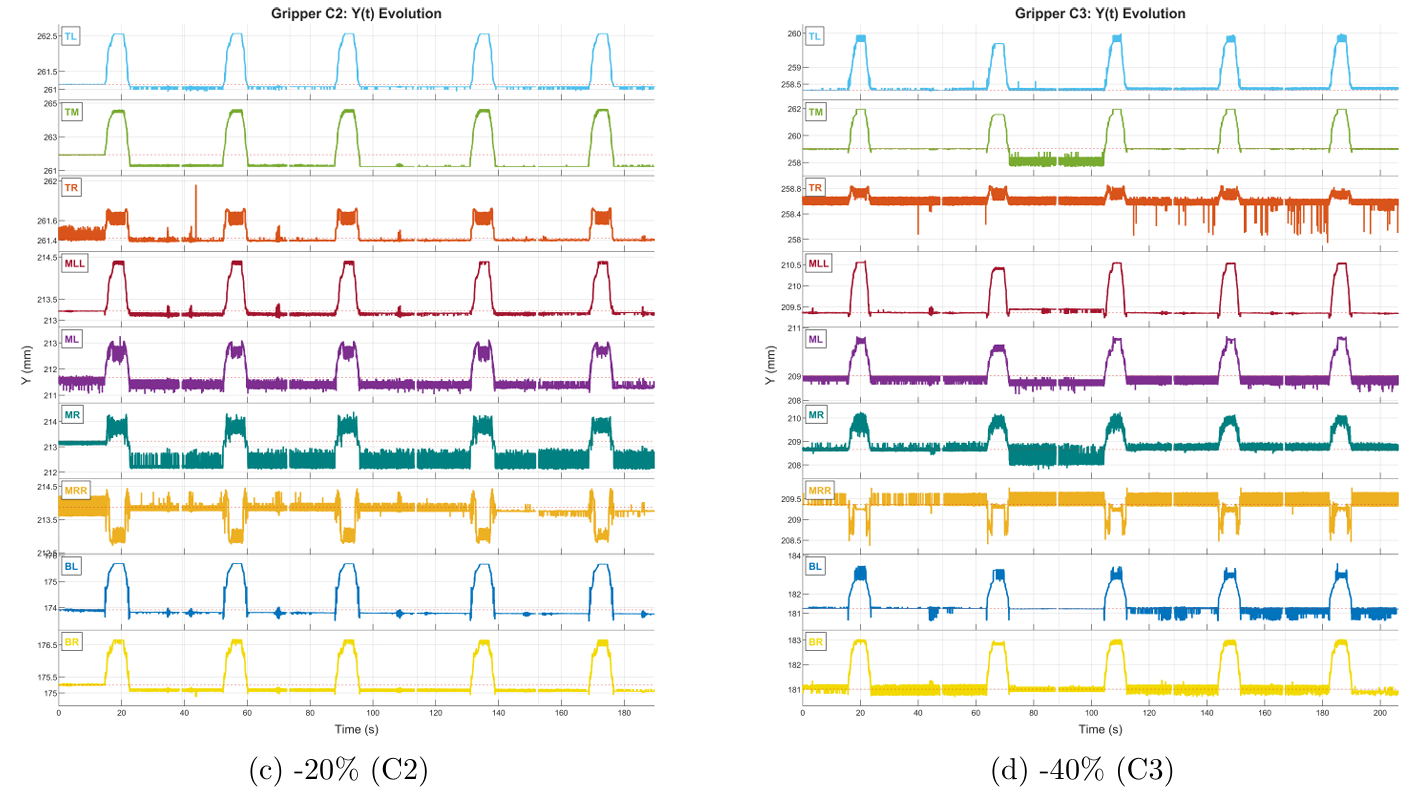 Gripper C2: Y(t) Evolution
TL
262.5
261.5
261
TM
265
263
261
TR
262
261.6
261.4
MLL
214.5
213.5
213
ML
213
212
211
MR
214
213
212
MRR
214.5
213.5
212.5
BL
175
174
BR
176.5
175.5
175
Y (mm)
0 20 40 60 80 100 120 140 160 180
Time (s)
(c) -20% (C2)
Gripper C3: Y(t) Evolution
TL
260
259
258.5
TM
262
260
258
TR
258.8
258.4
258
MLL
210.5
210
209.5
ML
211
209
208
MR
210
209
208
MRR
209.5
209
208.5
BL
184
182
181
BR
183
182
181
Y (mm)
0 20 40 60 80 100 120 140 160 180 200
Time (s)
(d) -40% (C3)